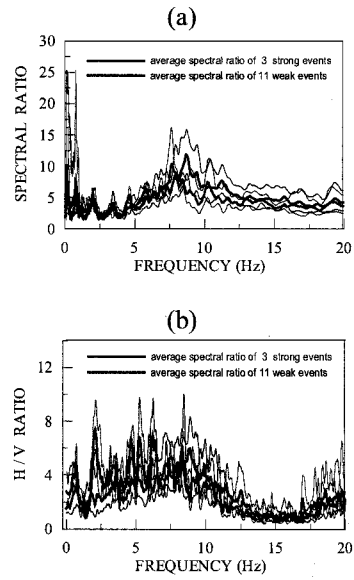 (a)
30
25
20
15
10
5
0
SPECTRAL RATIO
average spectral ratio of 3 strong events
average spectral ratio of 11 weak events
0 5 10 15 20
FREQUENCY (Hz)
(b)
12
8
4
0
H / V RATIO
average spectral ratio of 3 strong events
average spectral ratio of 11 weak events
0 5 10 15 20
FREQUENCY (Hz)